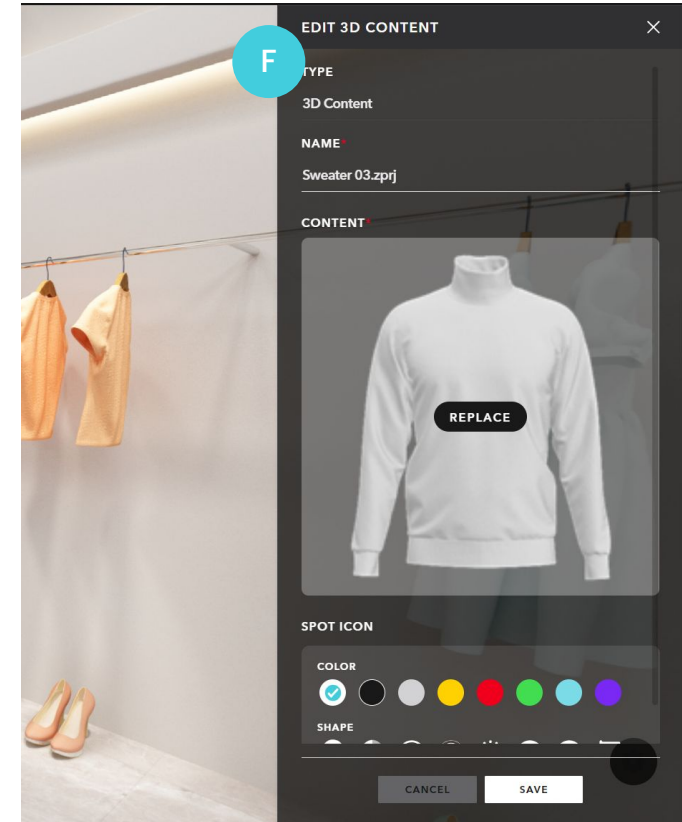 EDIT 3D CONTENT
F
TYPE
3D Content
NAME*
Sweater 03.zprj
CONTENT*
REPLACE
SPOT ICON
COLOR
SHAPE
CANCEL
SAVE